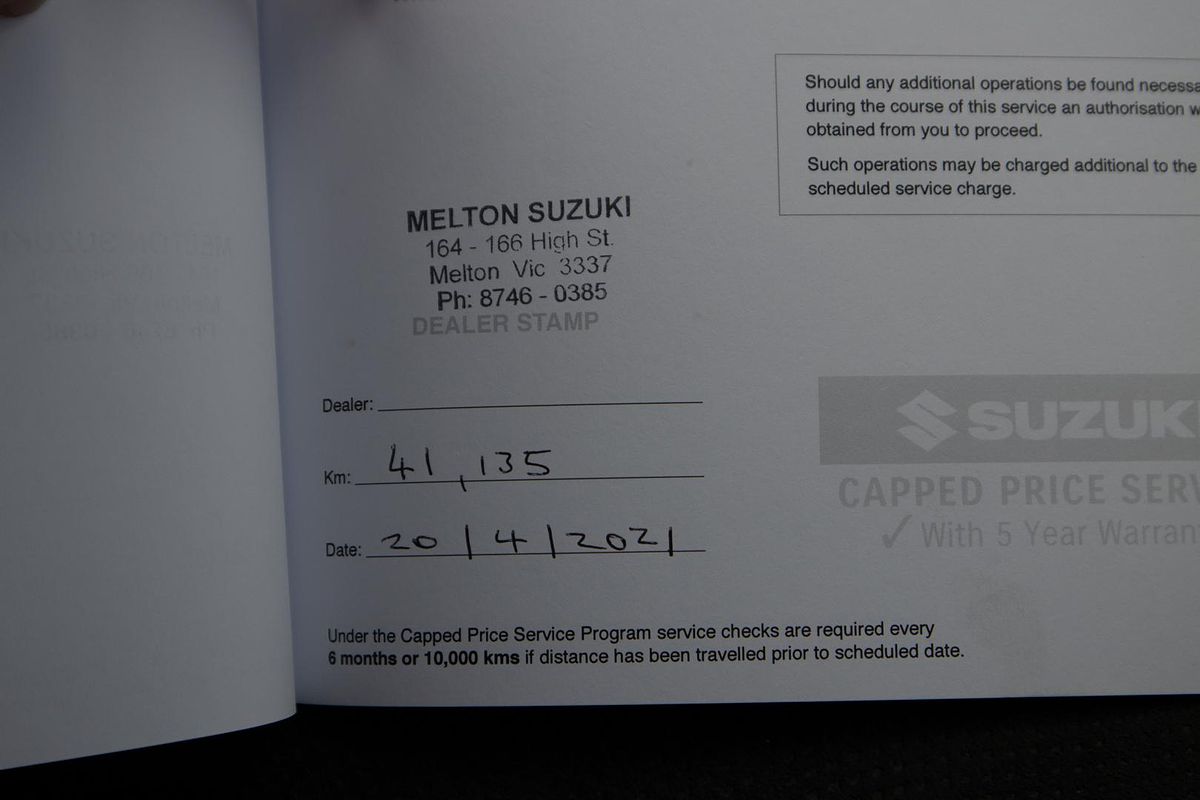 Should any additional operations be found
during the course of this service an authorisation
obtained from you to proceed.
Such operations may be charged additional to the
scheduled service charge.
MELTON SUZUKI
164 - 166 High St.
Melton Vic 3337
Ph: 8746 - 0385
DEALER STAMP
Dealer:
Km: 41,135
Date: 20/4/2021
SUZUK
CAPPED PRICE
✓ With 5 Year
Under the Capped Price Service Program service checks are required every
6 months or 10,000 kms if distance has been travelled prior to scheduled date.